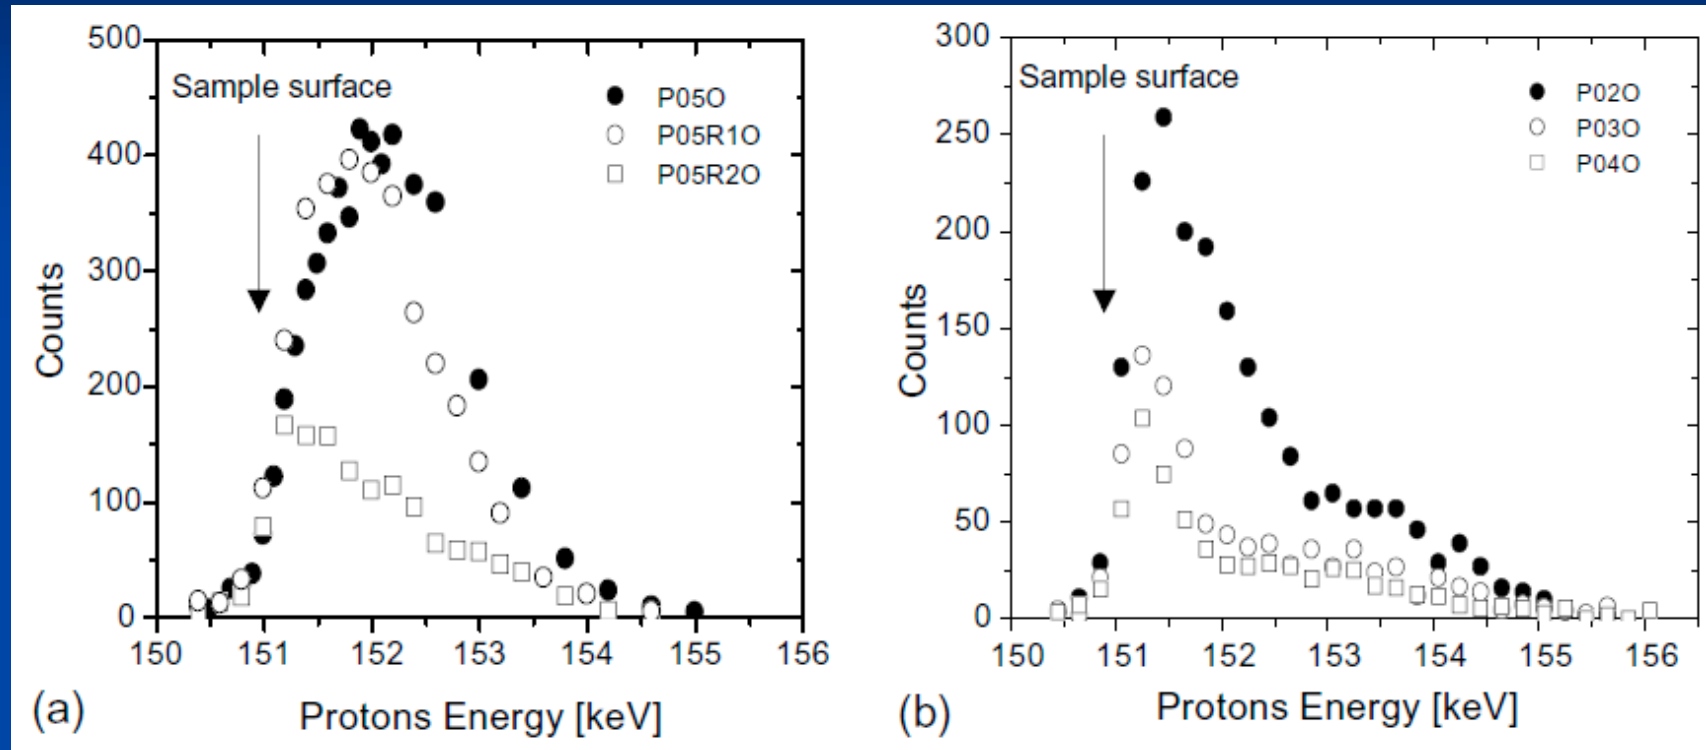 500
400
300
200
100
0
Counts
Sample surface
P05O
P05R1O
P05R2O
150 151 152 153 154 155 156
Protons Energy [keV]
(a)
300
250
200
150
100
50
0
Counts
Sample surface
P02O
P03O
P04O
150 151 152 153 154 155 156
Protons Energy [keV]
(b)